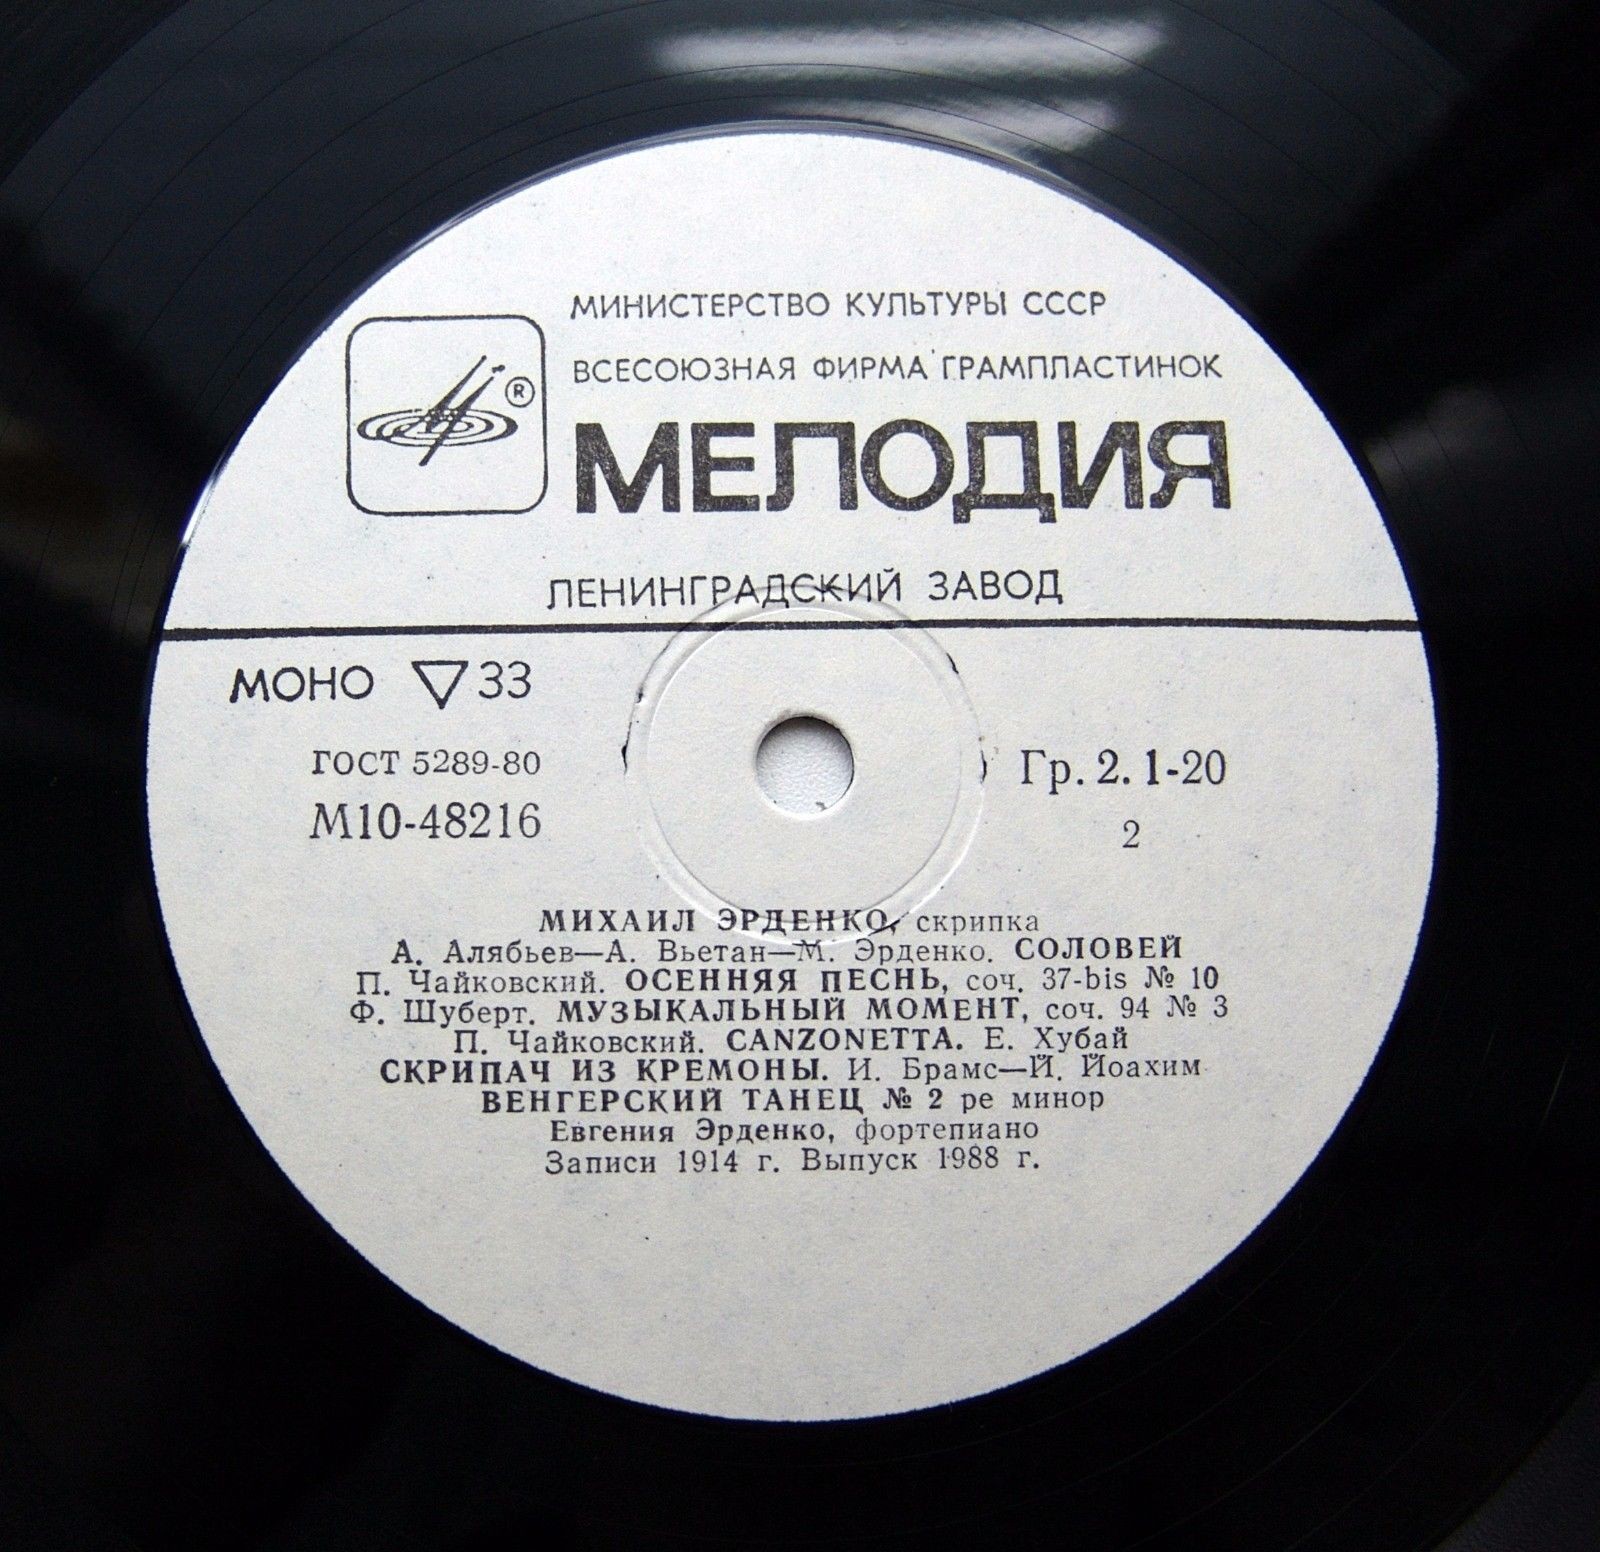 МИНИСТЕРСТВО КУЛЬТУРЫ СССР
ВСЕСОЮЗНАЯ ФИРМА ГРАМПЛАСТИНОК
®
МЕЛОДИЯ
ЛЕНИНГРАДСКИЙ ЗАВОД
МОНО ▽ 33
ГОСТ 5289-80
М10-48216
Гр. 2. 1-20
2
МИХАИЛ ЭРДЕНКО, скрипка
А. Алябьев—А. Вьетан—М. Эрденко. СОЛОВЕЙ
П. Чайковский. ОСЕННЯЯ ПЕСНЬ, соч. 37-bis № 10
Ф. Шуберт. МУЗЫКАЛЬНЫЙ МОМЕНТ, соч. 94 № 3
П. Чайковский. CANZONETTA. Е. Хубай
СКРИПАЧ ИЗ КРЕМОНЫ. И. Брамс—Й. Йоахим
ВЕНГЕРСКИЙ ТАНЕЦ № 2 ре минор
Евгения Эрденко, фортепиано
Записи 1914 г. Выпуск 1988 г.